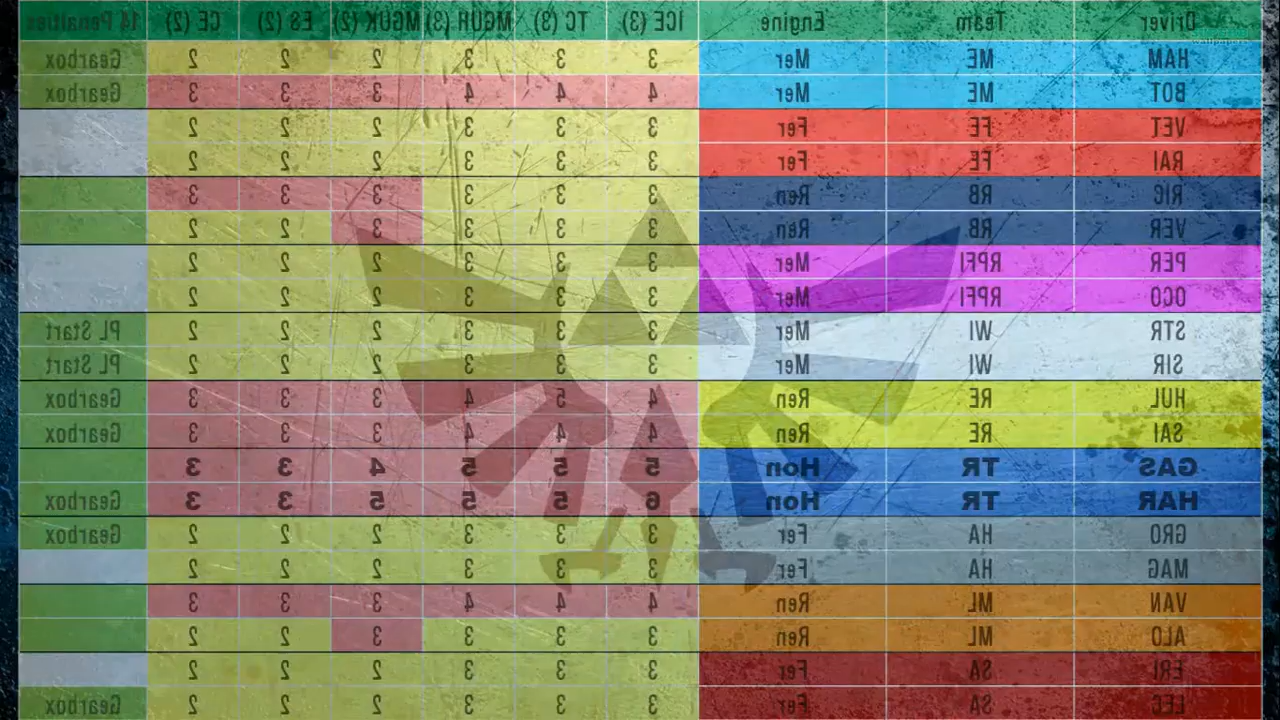 Driver Team Engine ICE (3) TC (3) MGUH (3) MGUK (2) ES (2) CE (2) 14 Penalties
wallpapers
HAM ME Mer 3 3 3 2 2 2 Gearbox
BOT ME Mer 4 4 4 3 3 3 Gearbox
VET FE Fer 3 3 3 2 2 2
RAI FE Fer 3 3 3 2 2 2
RIC RB Ren 3 3 3 3 3 3
VER RB Ren 3 3 3 3 2 2
PER RPFI Mer 3 3 3 2 2 2
OCO RPFI Mer 3 3 3 2 2 2
STR WI Mer 3 3 3 2 2 2 PL Start
SIR WI Mer 3 3 3 2 2 2 PL Start
HUL RE Ren 4 5 4 3 3 3 Gearbox
SAI RE Ren 4 4 4 3 3 3 Gearbox
GAS TR Hon 5 5 5 4 3 3
HAR TR Hon 6 5 5 5 3 3 Gearbox
GRO HA Fer 3 3 3 2 2 2 Gearbox
MAG HA Fer 3 3 3 2 2 2
VAN ML Ren 4 4 4 3 3 3
ALO ML Ren 3 3 3 3 2 2
ERI SA Fer 3 3 3 2 2 2
LEC SA Fer 3 3 3 2 2 2 Gearbox